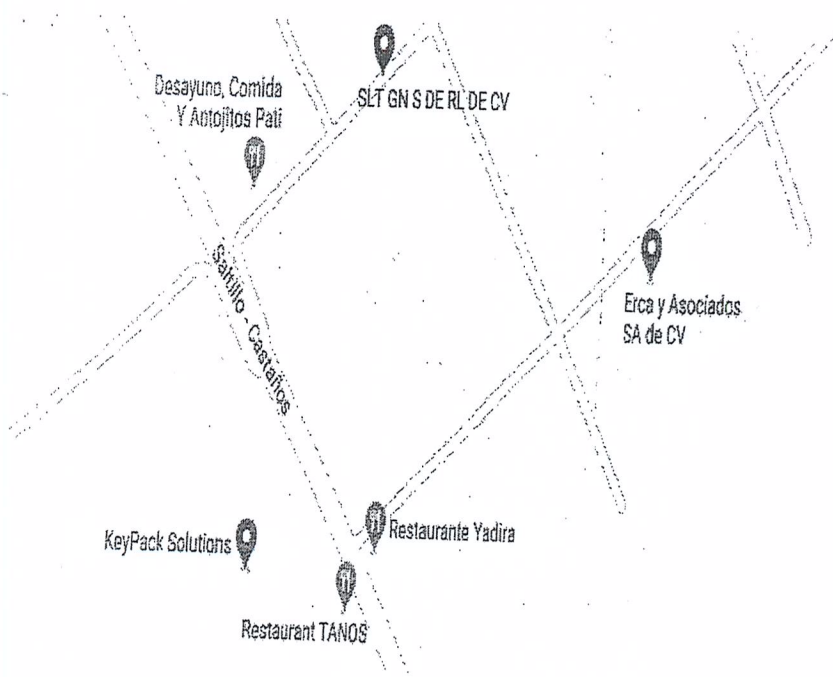 Desayuno, Comida
Y Antojitos Pati
SLT GN S DE RL DE CV
Saltillo - Castaños
Erca y Asociados
SA de CV
Restaurante Yadira
KeyPack Solutions
Restaurant TANOS